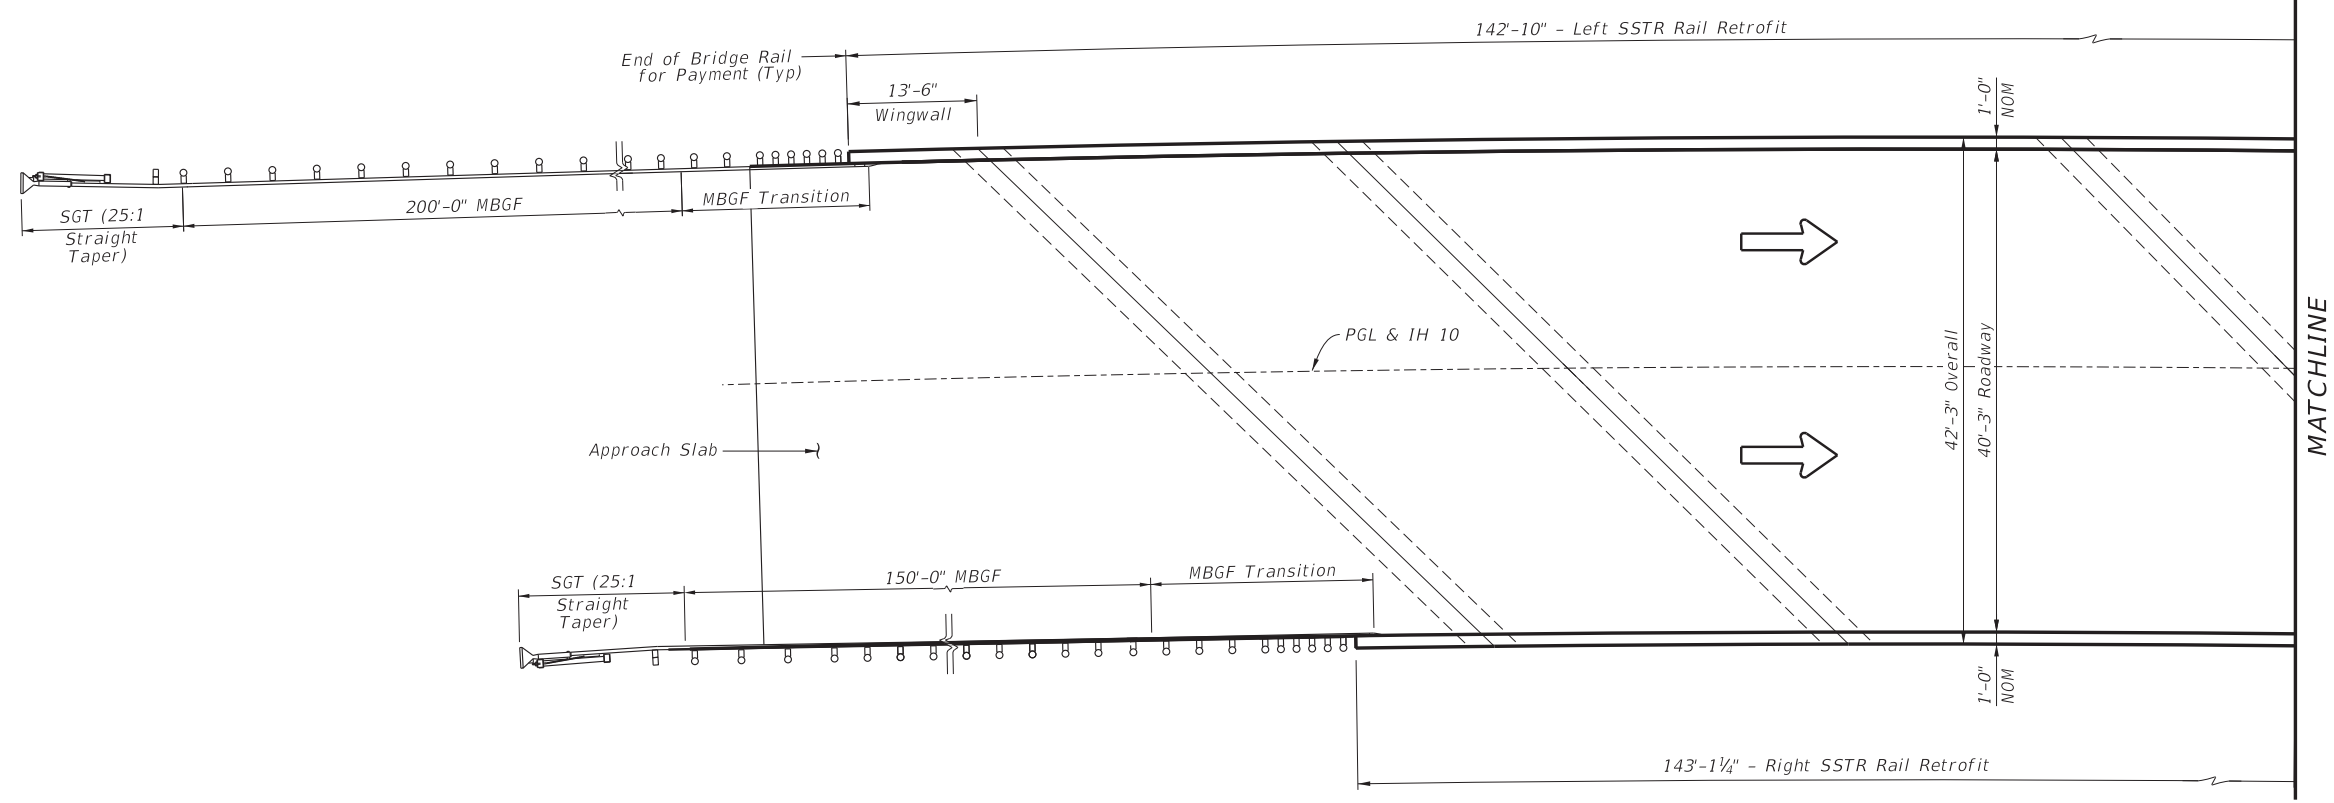 142'-10" - Left SSTR Rail Retrofit
End of Bridge Rail
for Payment (Typ)
13'-6"
Wingwall
1'-0"
NOM
SGT (25:1
Straight
Taper)
200'-0" MBGF
MBGF Transition
PGL & IH 10
42'-3" Overall
40'-3" Roadway
MATCHLINE
Approach Slab
SGT (25:1
Straight
Taper)
150'-0" MBGF
MBGF Transition
1'-0"
NOM
143'-1¼" - Right SSTR Rail Retrofit